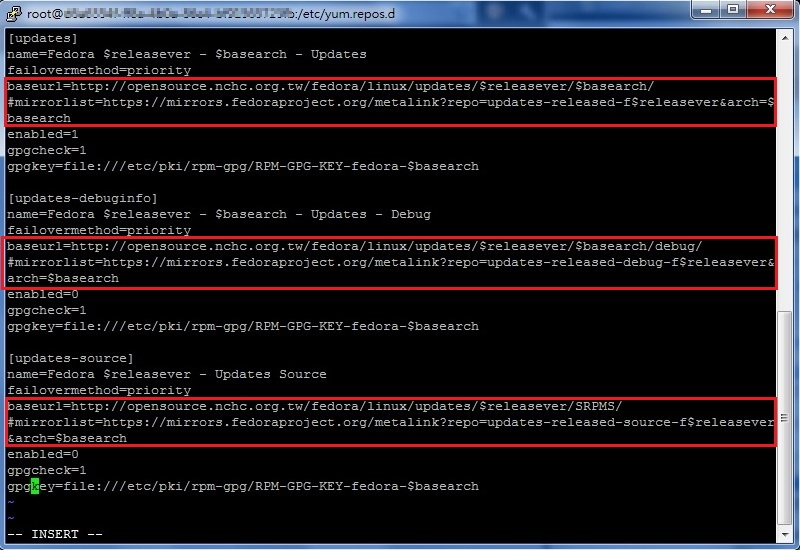 root@:/etc/yum.repos.d
[updates]
name=Fedora $releasever - $basearch - Updates
failovermethod=priority
baseurl=http://opensource.nchc.org.tw/fedora/linux/updates/$releasever/$basearch/
#mirrorlist=https://mirrors.fedoraproject.org/metalink?repo=updates-released-f$releasever&arch=$
basearch
enabled=1
gpgcheck=1
gpgkey=file:///etc/pki/rpm-gpg/RPM-GPG-KEY-fedora-$basearch
[updates-debuginfo]
name=Fedora $releasever - $basearch - Updates - Debug
failovermethod=priority
baseurl=http://opensource.nchc.org.tw/fedora/linux/updates/$releasever/$basearch/debug/
#mirrorlist=https://mirrors.fedoraproject.org/metalink?repo=updates-released-debug-f$releasever&
arch=$basearch
enabled=0
gpgcheck=1
gpgkey=file:///etc/pki/rpm-gpg/RPM-GPG-KEY-fedora-$basearch
[updates-source]
name=Fedora $releasever - Updates Source
failovermethod=priority
baseurl=http://opensource.nchc.org.tw/fedora/linux/updates/$releasever/SRPMS/
#mirrorlist=https://mirrors.fedoraproject.org/metalink?repo=updates-released-source-f$releasever
&arch=$basearch
enabled=0
gpgcheck=1
gpgkey=file:///etc/pki/rpm-gpg/RPM-GPG-KEY-fedora-$basearch
~
~
-- INSERT --